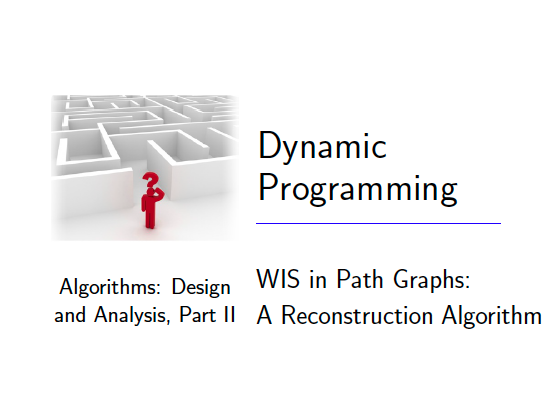 Dynamic
Programming
Algorithms: Design
and Analysis, Part II
WIS in Path Graphs:
A Reconstruction Algorithm
?